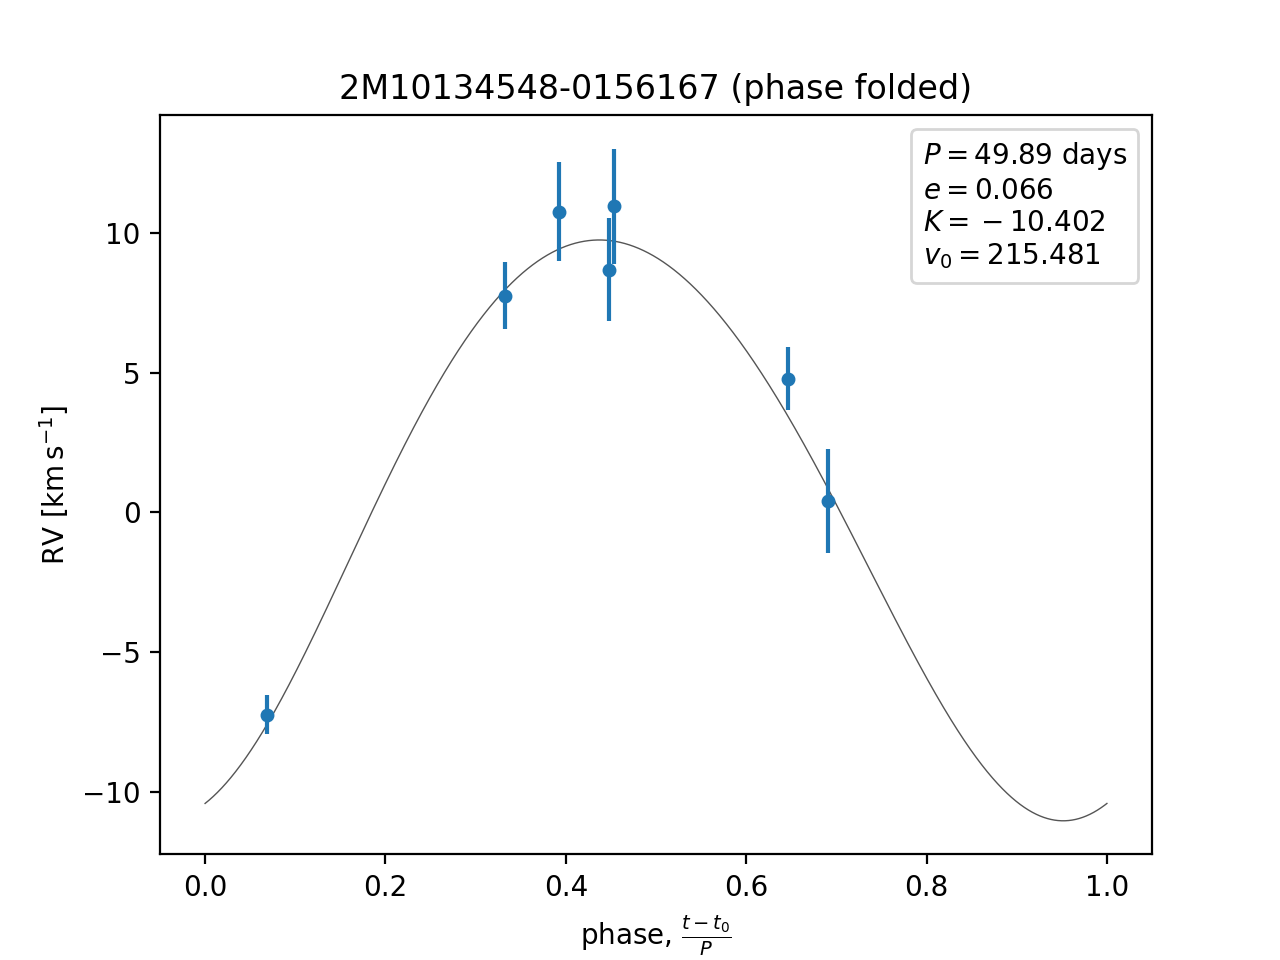 2M10134548-0156167 (phase folded)
P = 49.89 days
e = 0.066
K = −10.402
v₀ = 215.481
RV [km s⁻¹]
10
5
0
−5
−10
0.0 0.2 0.4 0.6 0.8 1.0
phase, (t − t₀)/P